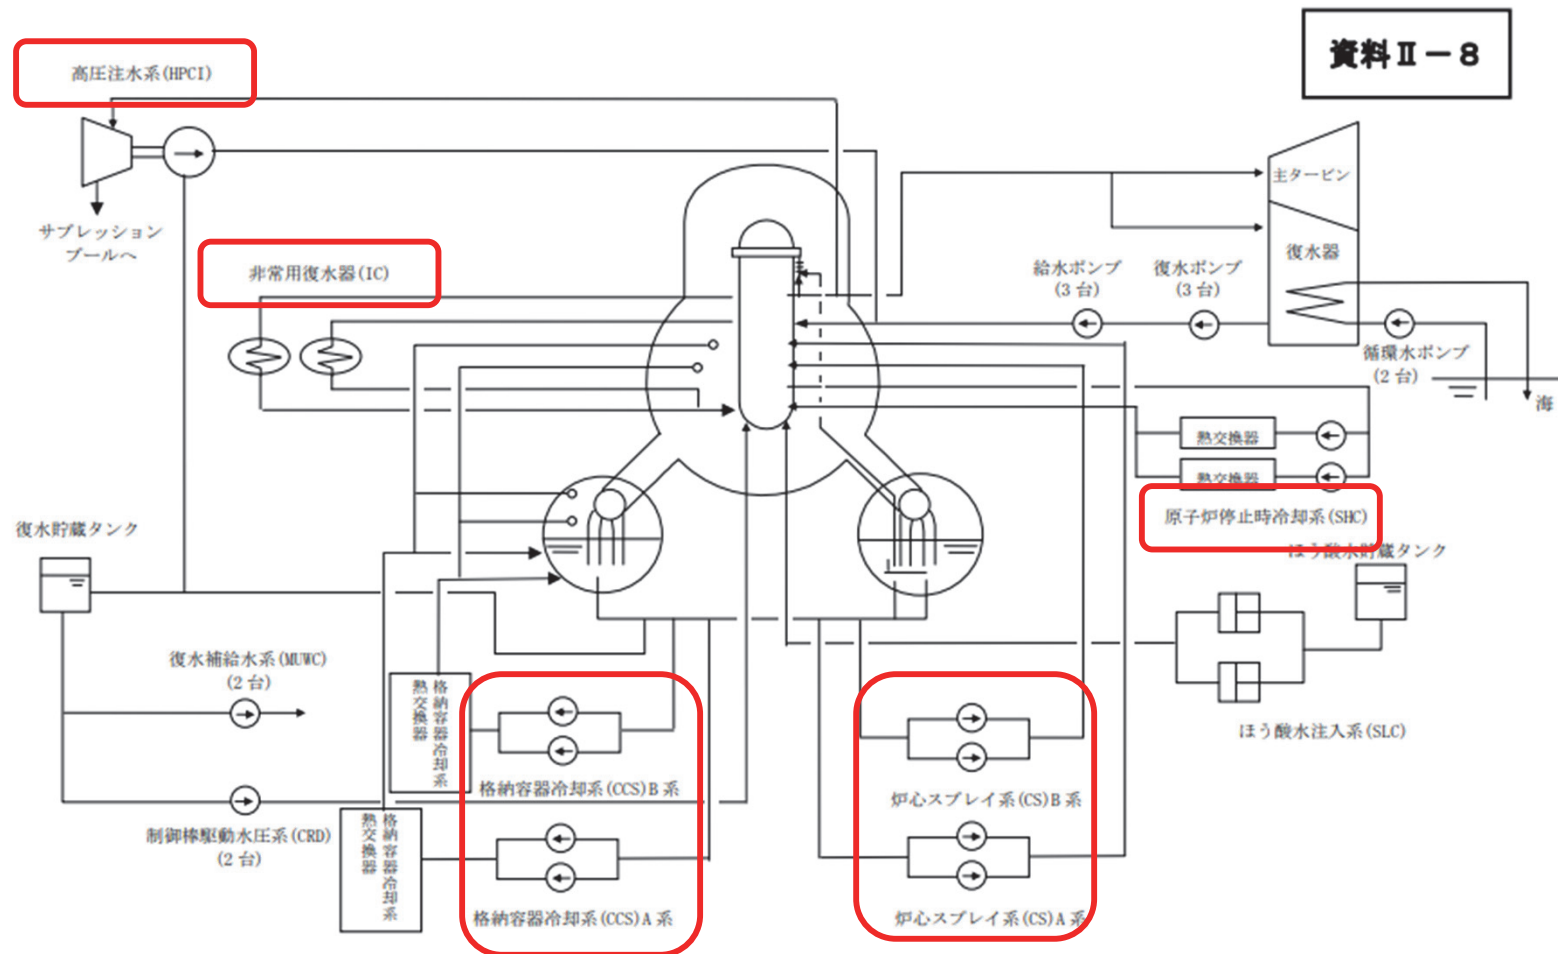 資料Ⅱ－8
高圧注水系(HPCI)
サプレッション
プールへ
非常用復水器(IC)
主タービン
復水器
給水ポンプ
(3 台)
復水ポンプ
(3 台)
循環水ポンプ
(2 台)
海
熱交換器
熱交換器
原子炉停止時冷却系(SHC)
ほう酸水貯蔵タンク
ほう酸水注入系(SLC)
復水貯蔵タンク
復水補給水系(MUWC)
(2 台)
制御棒駆動水圧系(CRD)
(2 台)
格納容器冷却系
熱交換器
格納容器冷却系
熱交換器
格納容器冷却系(CCS)B 系
格納容器冷却系(CCS)A 系
炉心スプレイ系(CS)B 系
炉心スプレイ系(CS)A 系